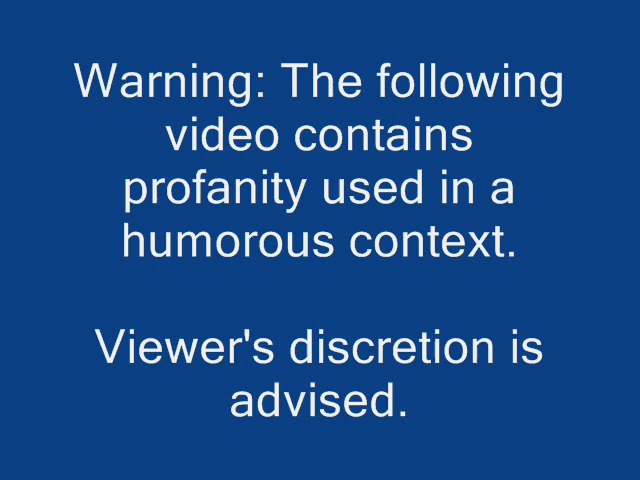 Warning: The following
video contains
profanity used in a
humorous context.
Viewer's discretion is
advised.